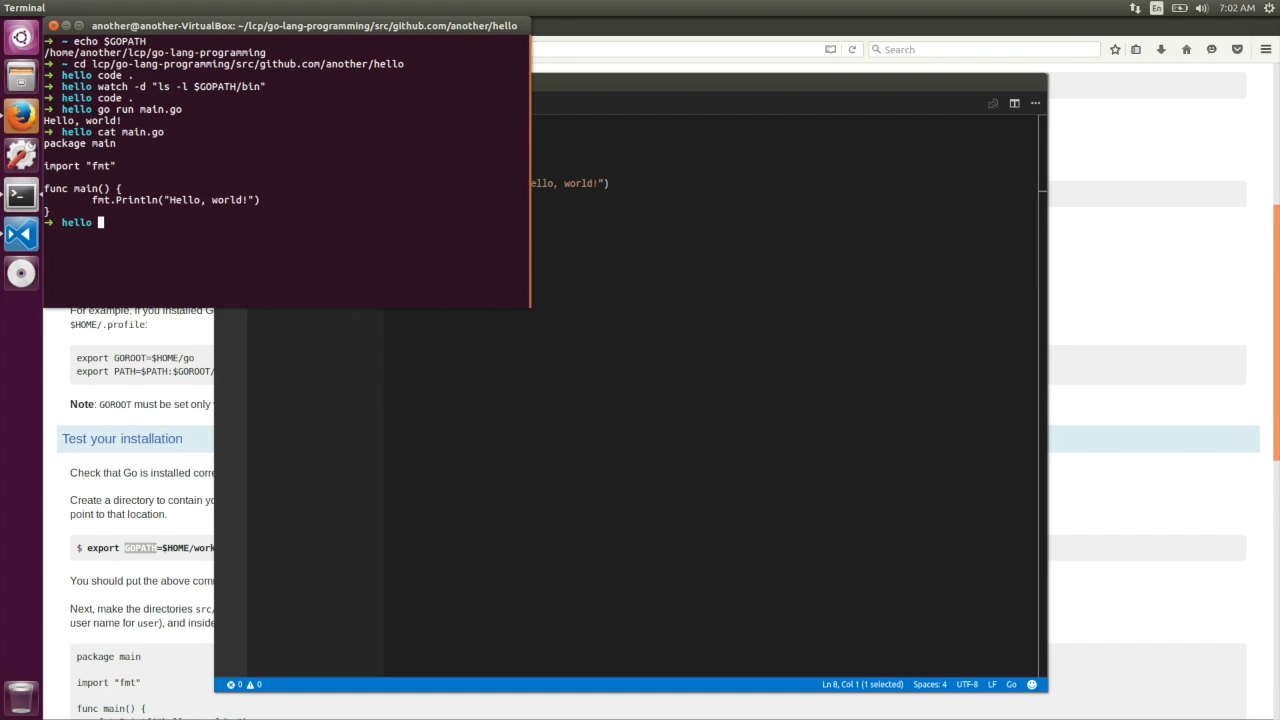 Terminal
En
7:02 AM
another@another-VirtualBox: ~/lcp/go-lang-programming/src/github.com/another/hello
Search
➜  ~ echo $GOPATH
/home/another/lcp/go-lang-programming
➜  ~ cd lcp/go-lang-programming/src/github.com/another/hello
➜  hello code .
➜  hello watch -d "ls -l $GOPATH/bin"
➜  hello code .
➜  hello go run main.go
Hello, world!
➜  hello cat main.go
package main
import "fmt"
func main() {
fmt.Println("Hello, world!")
}
➜  hello
ello, world!")
For example, if you installed G
$HOME/.profile:
export GOROOT=$HOME/go
export PATH=$PATH:$GOROOT/
Note: GOROOT must be set only
Test your installation
Check that Go is installed corre
Create a directory to contain yo
point to that location.
$ export GOPATH=$HOME/work
You should put the above com
Next, make the directories src/
user name for user), and inside
package main
import "fmt"
func main() {
0 0
Ln 8, Col 1 (1 selected)
Spaces: 4
UTF-8
LF
Go